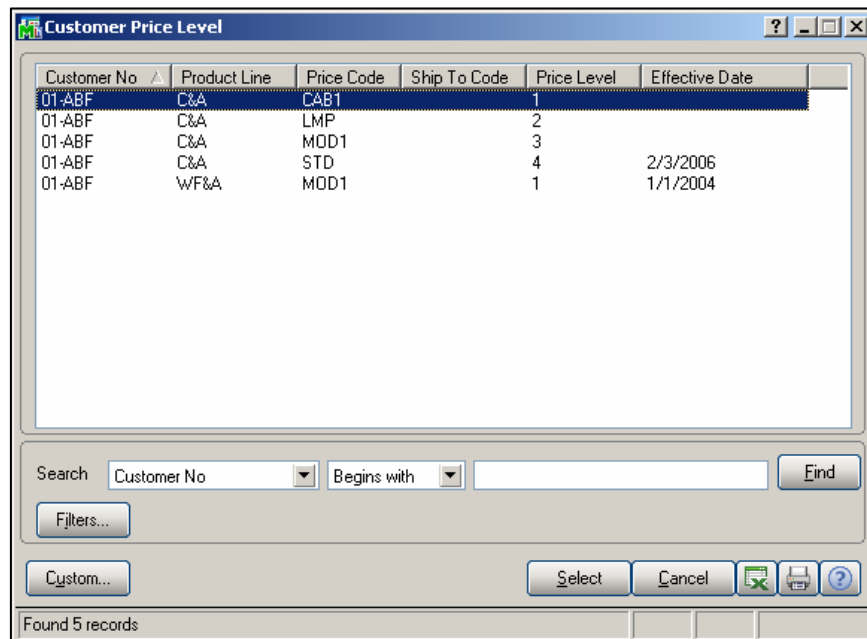 Customer Price Level
Customer No Product Line Price Code Ship To Code Price Level Effective Date
01-ABF C&A CAB1 1
01-ABF C&A LMP 2
01-ABF C&A MOD1 3
01-ABF C&A STD 4 2/3/2006
01-ABF WF&A MOD1 1 1/1/2004
Search Customer No Begins with Find
Filters...
Custom... Select Cancel
Found 5 records